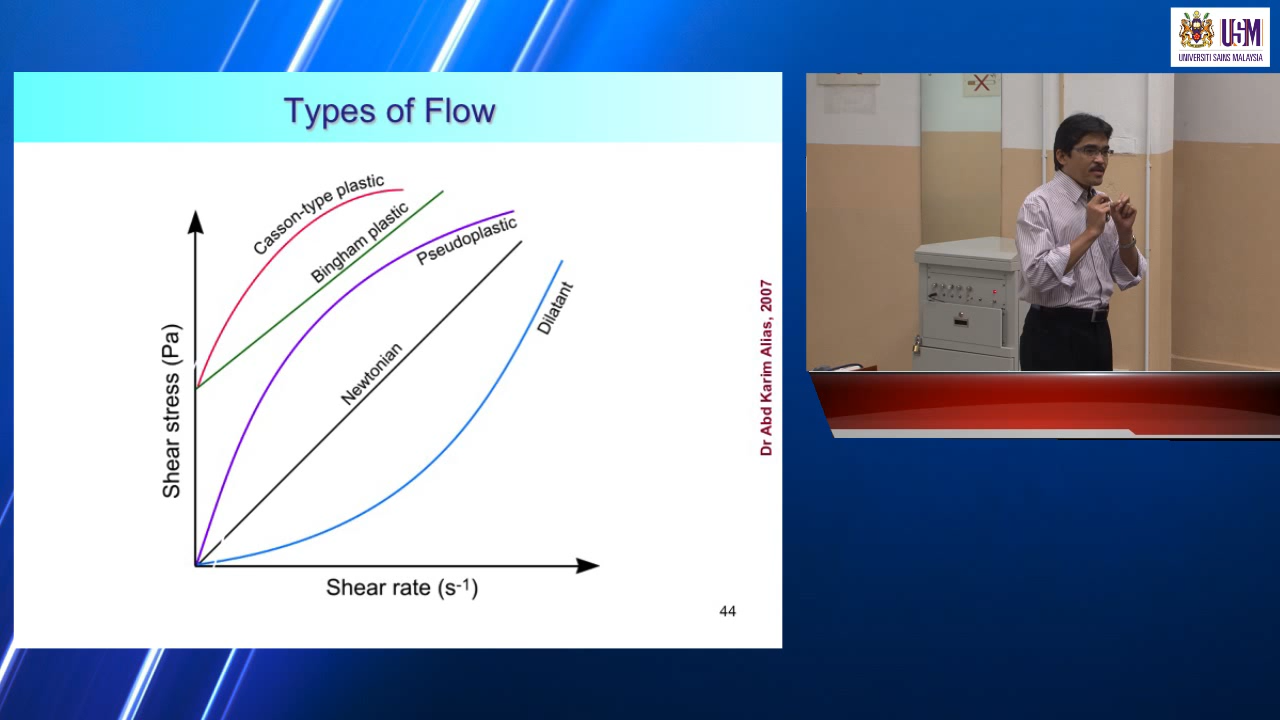 USM
UNIVERSITI SAINS MALAYSIA
Types of Flow
Casson-type plastic
Bingham plastic
Pseudoplastic
Newtonian
Dilatant
Shear stress (Pa)
Shear rate (s-1)
Dr Abd Karim Alias, 2007
44